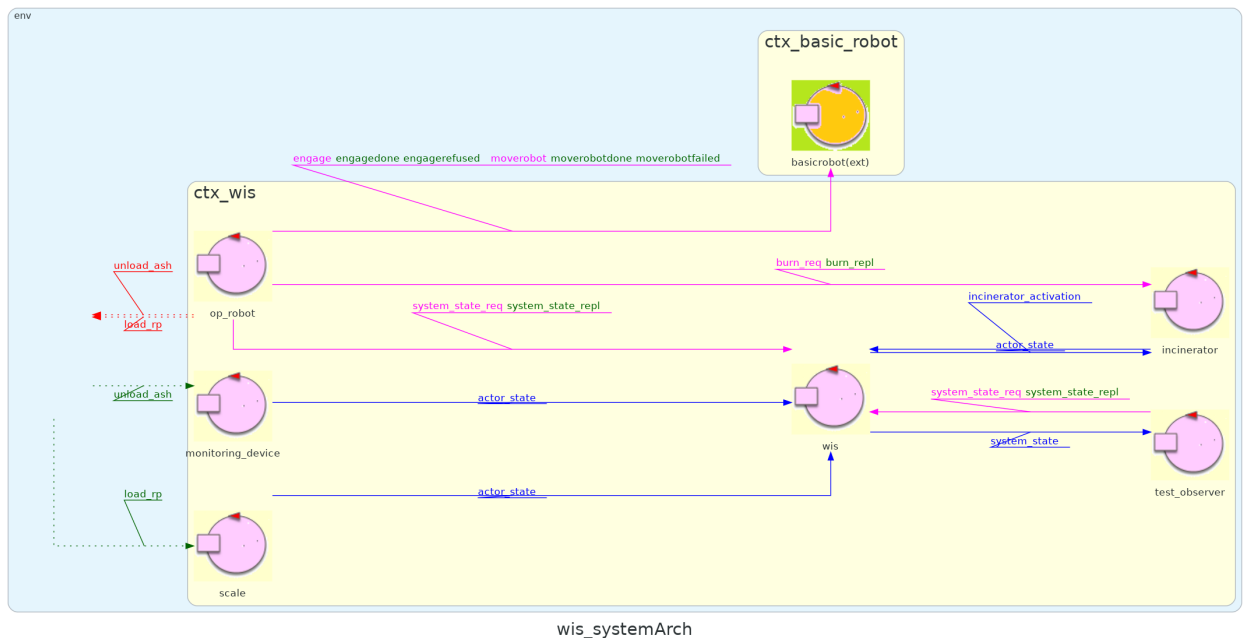 env
ctx_basic_robot
basicrobot(ext)
engage engagedone engagerefused moverobot moverobotdone moverobotfailed
ctx_wis
unload_ash
load_rp
op_robot
burn_req burn_repl
system_state_req system_state_repl
incinerator_activation
actor_state
incinerator
unload_ash
monitoring_device
actor_state
wis
system_state_req system_state_repl
system_state
test_observer
load_rp
actor_state
scale
wis_systemArch